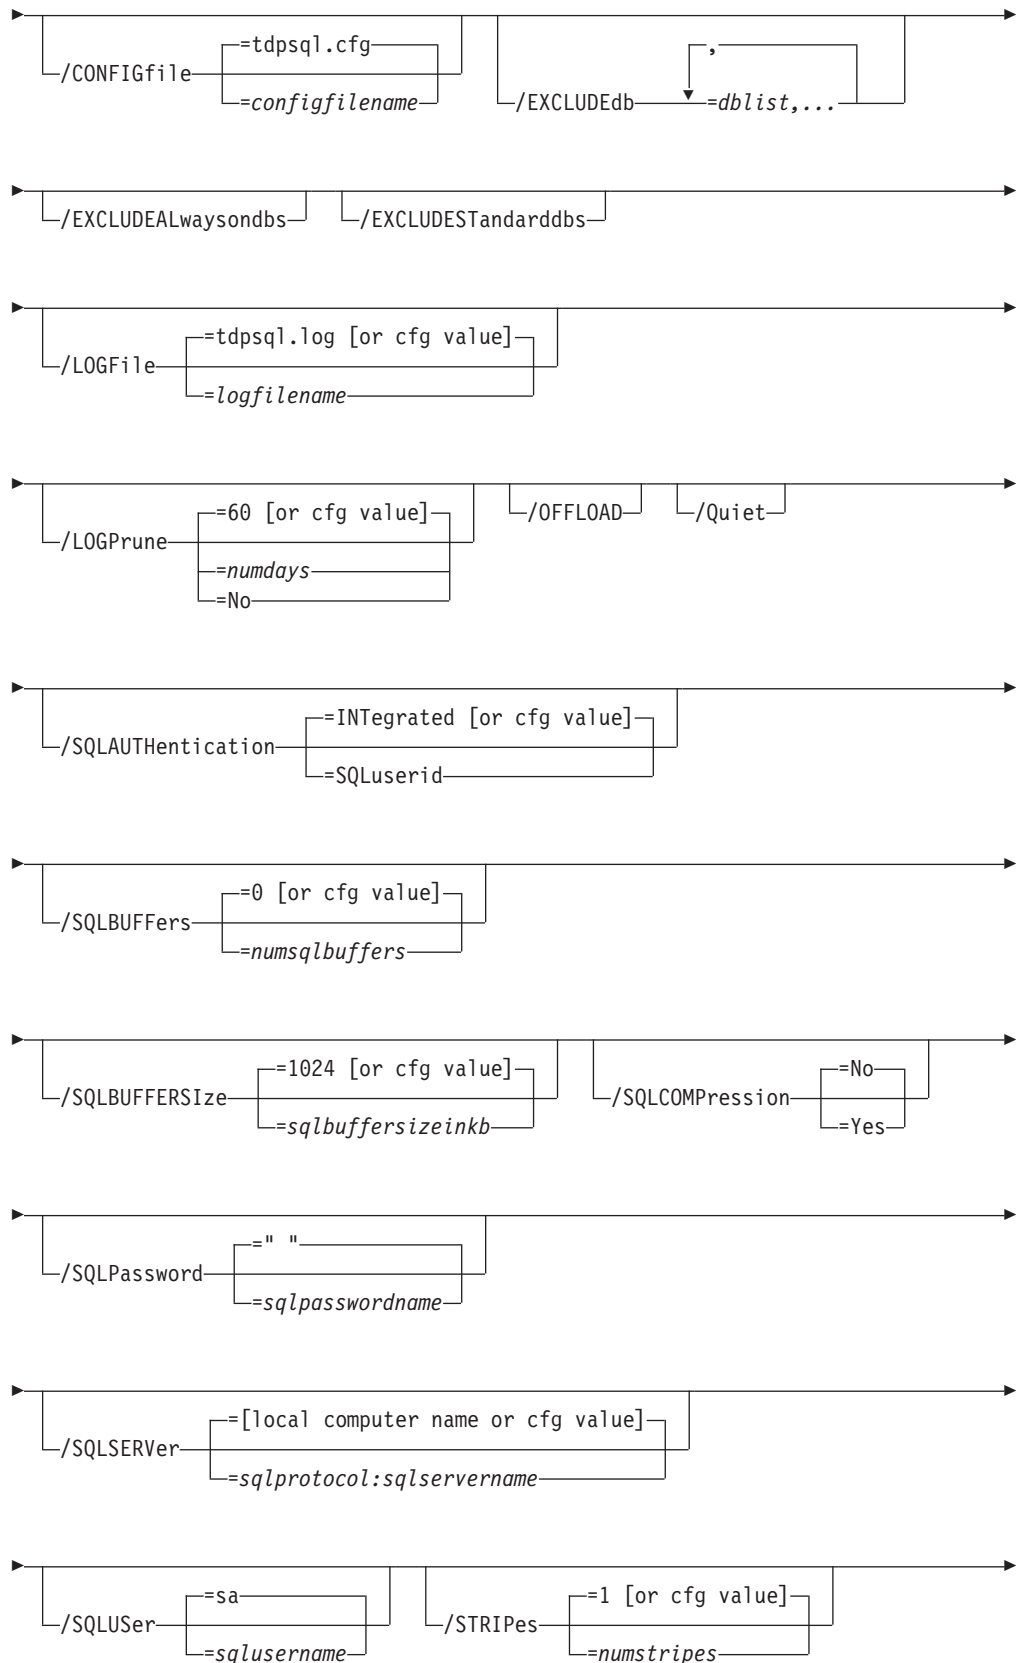 =tdpsql.cfg
,
/CONFIGfile
=configfilename
/EXCLUDEdb
=dblist,...
/EXCLUDEALwaysondbs
/EXCLUDESTandarddbs
=tdpsql.log [or cfg value]
/LOGFile
=logfilename
=60 [or cfg value]
/OFFLOAD
/Quiet
/LOGPrune
=numdays
=No
=INTegrated [or cfg value]
/SQLAUTHentication
=SQLuserid
=0 [or cfg value]
/SQLBUFFers
=numsqlbuffers
=1024 [or cfg value]
=No
/SQLBUFFERSIze
/SQLCOMPression
=sqlbuffersizeinkb
=Yes
=" "
/SQLPassword
=sqlpasswordname
=[local computer name or cfg value]
/SQLSERVer
=sqlprotocol:sqlservername
=sa
=1 [or cfg value]
/SQLUSer
/STRIPes
=sqlusername
=numstripes